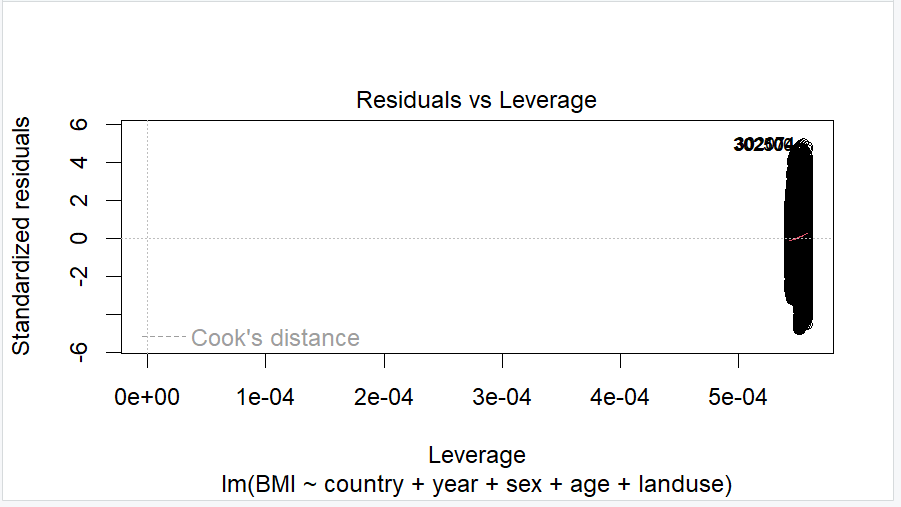 Residuals vs Leverage
Standardized residuals
6
4
2
0
-2
-6
Cook's distance
0e+00 1e-04 2e-04 3e-04 4e-04 5e-04
Leverage
lm(BMI ~ country + year + sex + age + landuse)